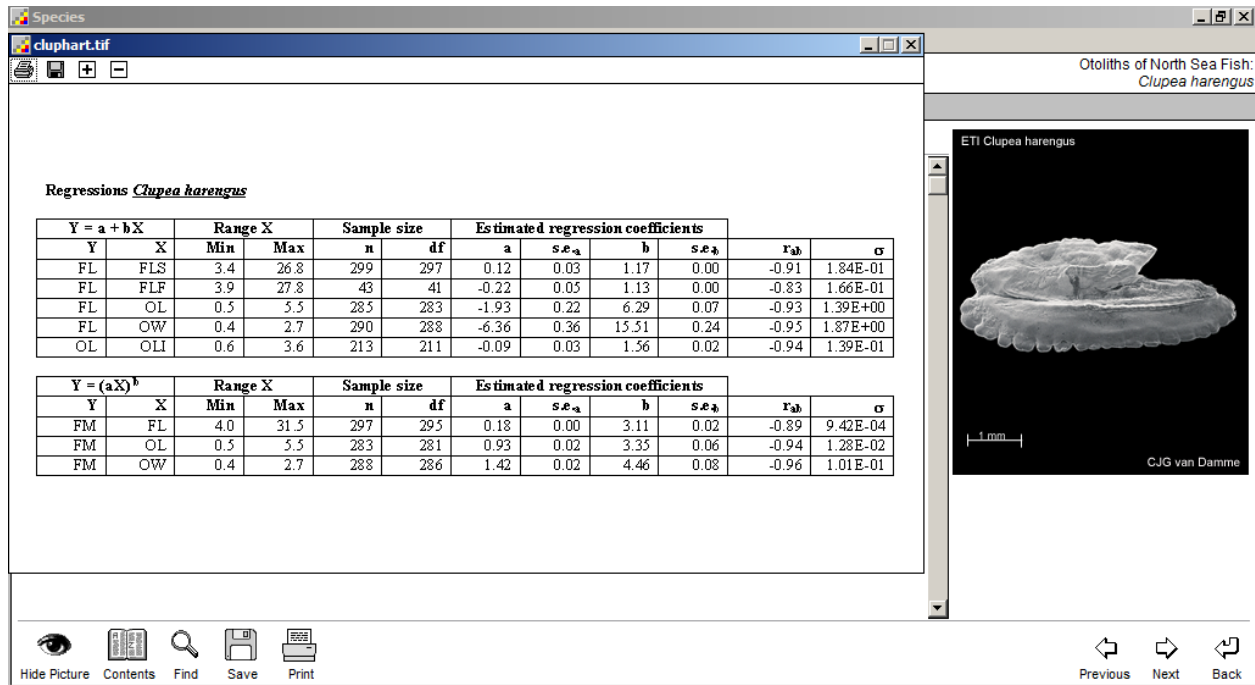 Species
cluphart.tif
Otoliths of North Sea Fish:
Clupea harengus
ETI Clupea harengus
Regressions Clupea harengus
Y = a + bX Range X Sample size Estimated regression coefficients
Y X Min Max n df a s.e.a b s.e.b rab σ
FL FLS 3.4 26.8 299 297 0.12 0.03 1.17 0.00 -0.91 1.84E-01
FL FLF 3.9 27.8 43 41 -0.22 0.05 1.13 0.00 -0.83 1.66E-01
FL OL 0.5 5.5 285 283 -1.93 0.22 6.29 0.07 -0.93 1.39E+00
FL OW 0.4 2.7 290 288 -6.36 0.36 15.51 0.24 -0.95 1.87E+00
OL OLI 0.6 3.6 213 211 -0.09 0.03 1.56 0.02 -0.94 1.39E-01
Y = (aX)b Range X Sample size Estimated regression coefficients
Y X Min Max n df a s.e.a b s.e.b rab σ
FM FL 4.0 31.5 297 295 0.18 0.00 3.11 0.02 -0.89 9.42E-04
FM OL 0.5 5.5 283 281 0.93 0.02 3.35 0.06 -0.94 1.28E-02
FM OW 0.4 2.7 288 286 1.42 0.02 4.46 0.08 -0.96 1.01E-01
1 mm
CJG van Damme
Hide Picture Contents Find Save Print Previous Next Back